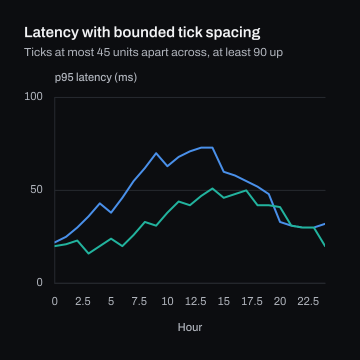 Latency with bounded tick spacing
Ticks at most 45 units apart across, at least 90 up
p95 latency (ms)
100
50
0
0 2.5 5 7.5 10 12.5 15 17.5 20 22.5
Hour